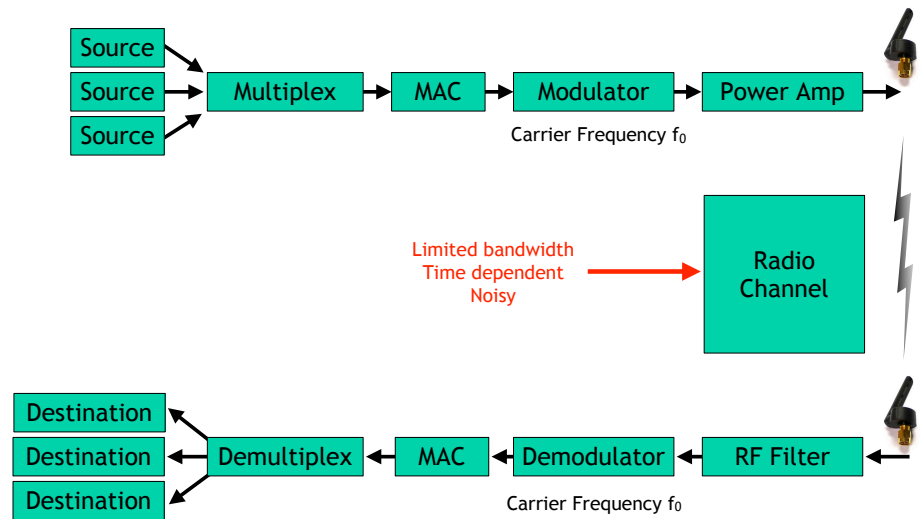 Source
Source
Source
Multiplex
MAC
Modulator
Power Amp
Carrier Frequency f₀
Limited bandwidth
Time dependent
Noisy
Radio
Channel
Destination
Destination
Destination
Demultiplex
MAC
Demodulator
RF Filter
Carrier Frequency f₀